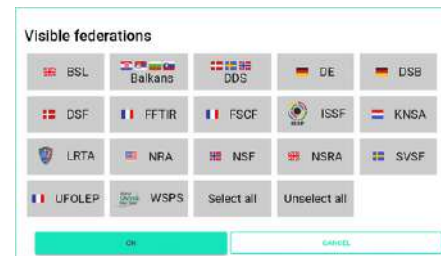 Visible federations
BSL
Balkans
DDS
DE
DSB
DSF
FFTIR
FSCF
ISSF
KNSA
LRTA
NRA
NSF
NSRA
SVSF
UFOLEP
WSPS
Select all
Unselect all
OK
CANCEL